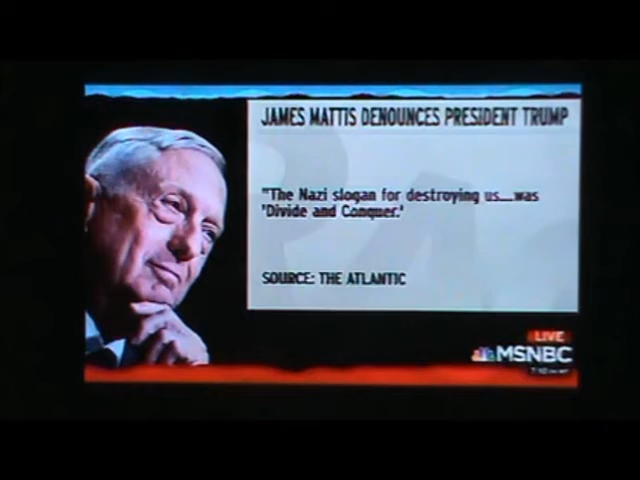 JAMES MATTIS DENOUNCES PRESIDENT TRUMP
"The Nazi slogan for destroying us....was
'Divide and Conquer.'
SOURCE: THE ATLANTIC
LIVE
MSNBC